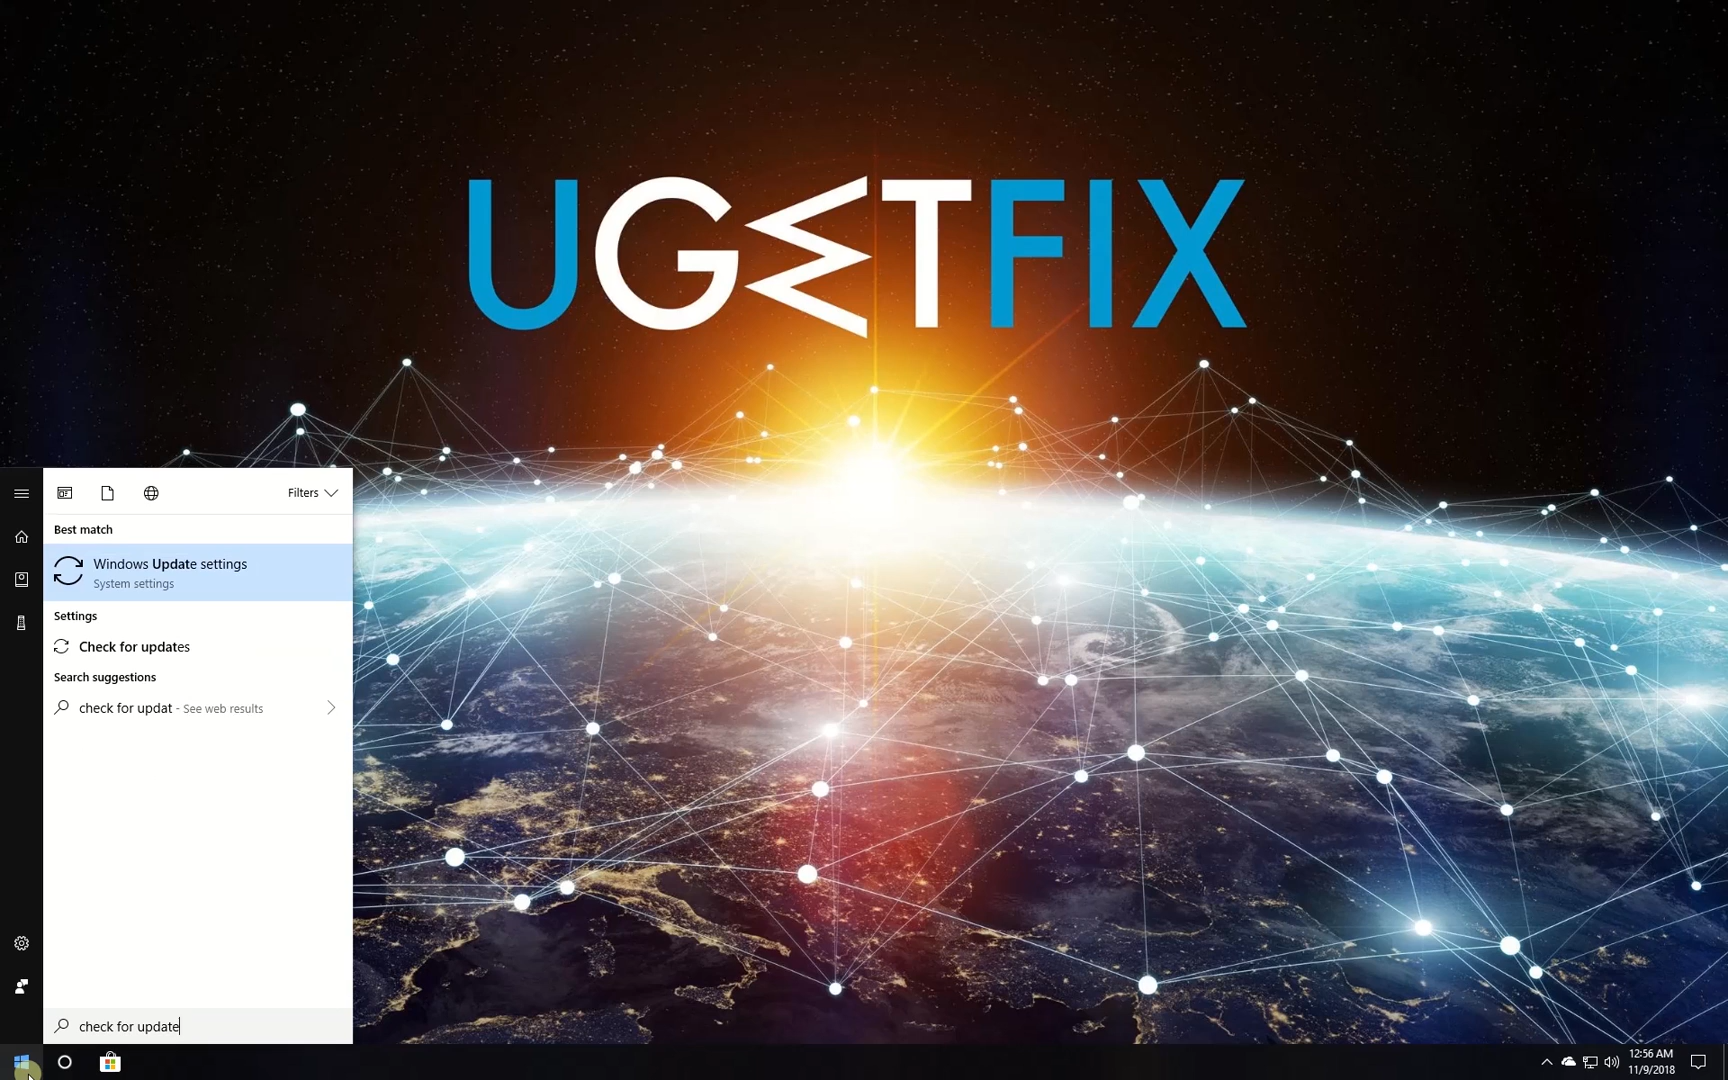 UGETFIX
Filters
Best match
Windows Update settings
System settings
Settings
Check for updates
Search suggestions
check for updat - See web results
check for update
12:56 AM
11/9/2018